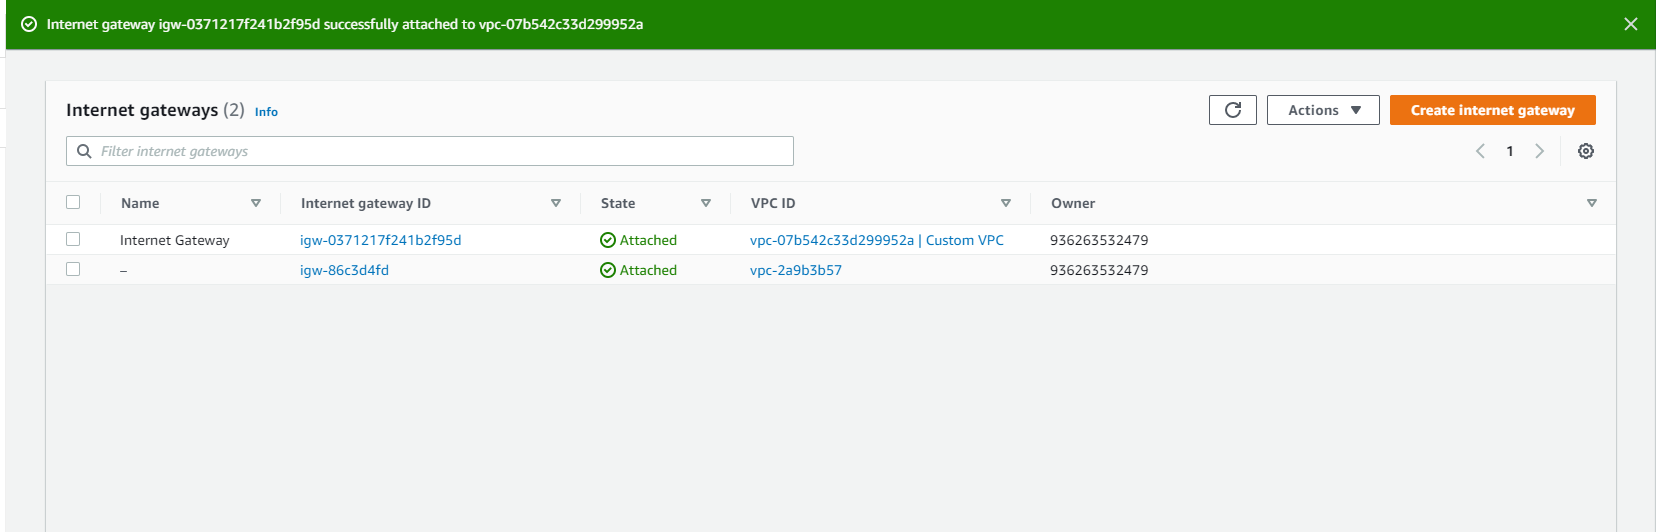 Internet gateway igw-0371217f241b2f95d successfully attached to vpc-07b542c33d299952a
Internet gateways (2) Info
Actions
Create internet gateway
Filter internet gateways
1
Name Internet gateway ID State VPC ID Owner
Internet Gateway igw-0371217f241b2f95d Attached vpc-07b542c33d299952a | Custom VPC 936263532479
– igw-86c3d4fd Attached vpc-2a9b3b57 936263532479